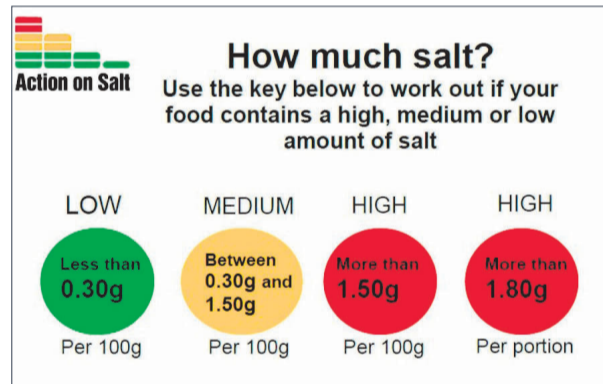 Action on Salt
How much salt?
Use the key below to work out if your
food contains a high, medium or low
amount of salt
LOW
Less than
0.30g
Per 100g
MEDIUM
Between
0.30g and
1.50g
Per 100g
HIGH
More than
1.50g
Per 100g
HIGH
More than
1.80g
Per portion